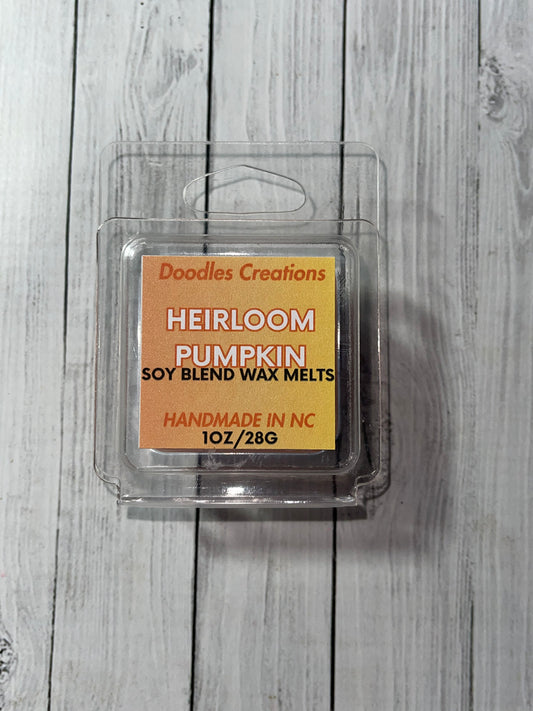 Doodles Creations
HEIRLOOM
PUMPKIN
SOY BLEND WAX MELTS
HANDMADE IN NC
1OZ/28G